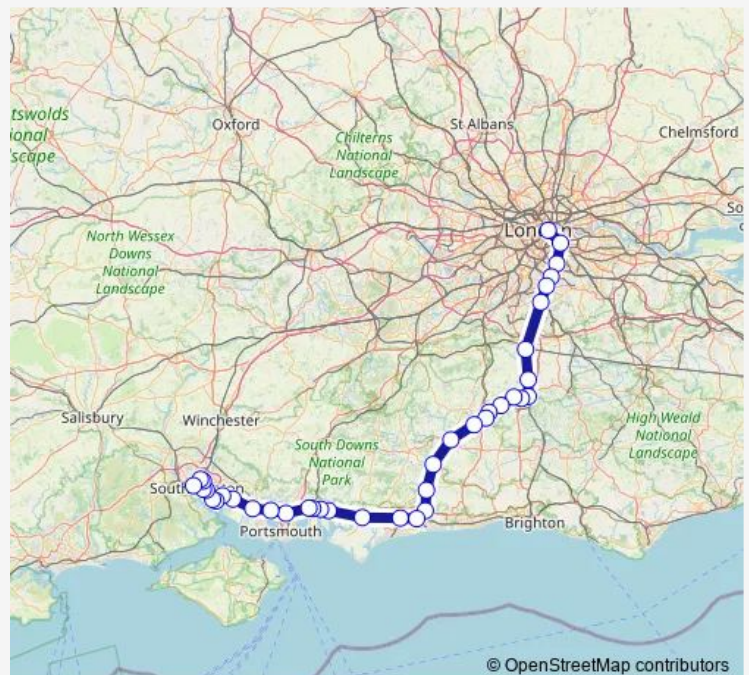 tswolds
ional
scape
Oxford
St Albans
Chelmsford
Chilterns
National
Landscape
So
North Wessex
Downs
National
Landscape
Salisbury
Winchester
South Downs
National
Park
High Weald
National
Landscape
Portsmouth
Brighton
© OpenStreetMap contributors